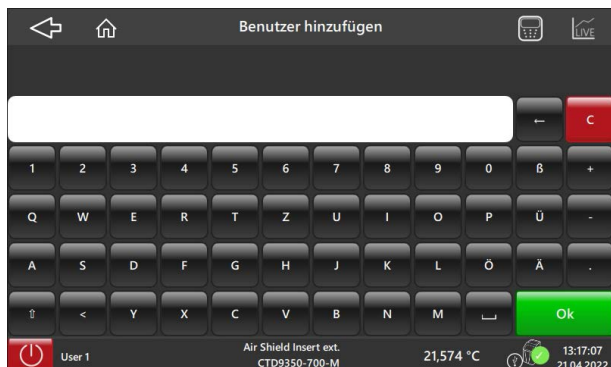 Benutzer hinzufügen
LIVE
← C
1 2 3 4 5 6 7 8 9 0 ß +
Q W E R T Z U I O P Ü -
A S D F G H J K L Ö Ä .
⇧ < Y X C V B N M Ok
User 1
Air Shield Insert ext.
CTD9350-700-M
21,574 °C
13:17:07
21.04.2022